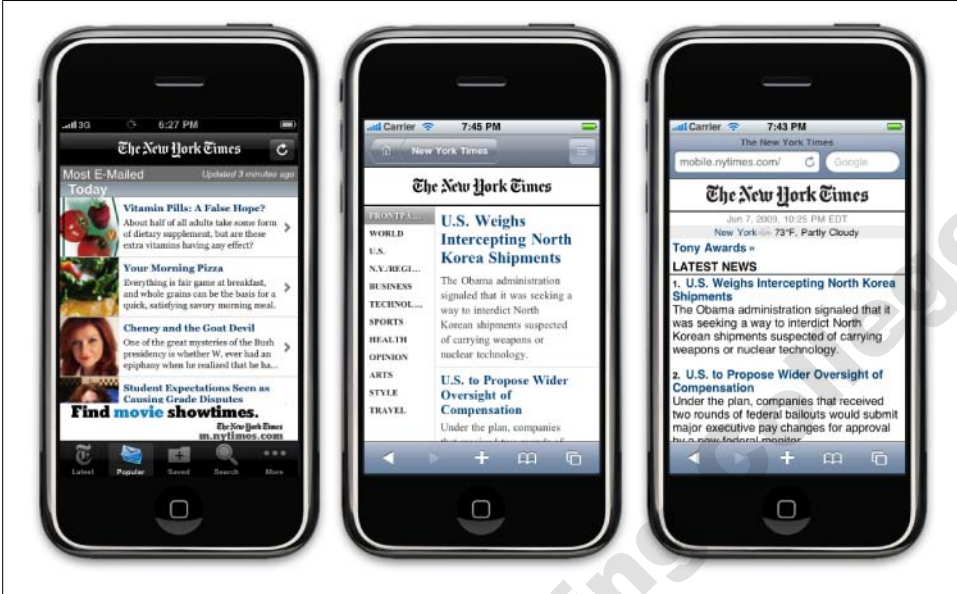 3G 6:27 PM
The New York Times
Most E-Mailed Updated 3 minutes ago
Today
Vitamin Pills: A False Hope?
About half of all adults take some form
of dietary supplement, but are these
extra vitamins having any effect?
Your Morning Pizza
Everything is fair game at breakfast,
and whole grains can be the basis for a
quick, satisfying savory morning meal.
Cheney and the Goat Devil
One of the great mysteries of the Bush
presidency is whether W. ever had an
epiphany when he realized that he ha...
Student Expectations Seen as
Causing Grade Disputes
Find movie showtimes.
The New York Times
m.nytimes.com
Latest Popular Saved Search More
Carrier 7:45 PM
New York Times
The New York Times
FRONTPA...
WORLD
U.S.
N.Y./REGI...
BUSINESS
TECHNOL...
SPORTS
HEALTH
OPINION
ARTS
STYLE
TRAVEL
U.S. Weighs
Intercepting North
Korea Shipments
The Obama administration
signaled that it was seeking a
way to interdict North
Korean shipments suspected
of carrying weapons or
nuclear technology.
U.S. to Propose Wider
Oversight of
Compensation
Under the plan, companies
that received two rounds of
Carrier 7:43 PM
The New York Times
mobile.nytimes.com/ Google
The New York Times
Jun 7, 2009, 10:25 PM EDT
New York 73°F, Partly Cloudy
Tony Awards »
LATEST NEWS
1. U.S. Weighs Intercepting North Korea
Shipments
The Obama administration signaled that it
was seeking a way to interdict North
Korean shipments suspected of carrying
weapons or nuclear technology.
2. U.S. to Propose Wider Oversight of
Compensation
Under the plan, companies that received
two rounds of federal bailouts would submit
major executive pay changes for approval
by a new federal monitor.